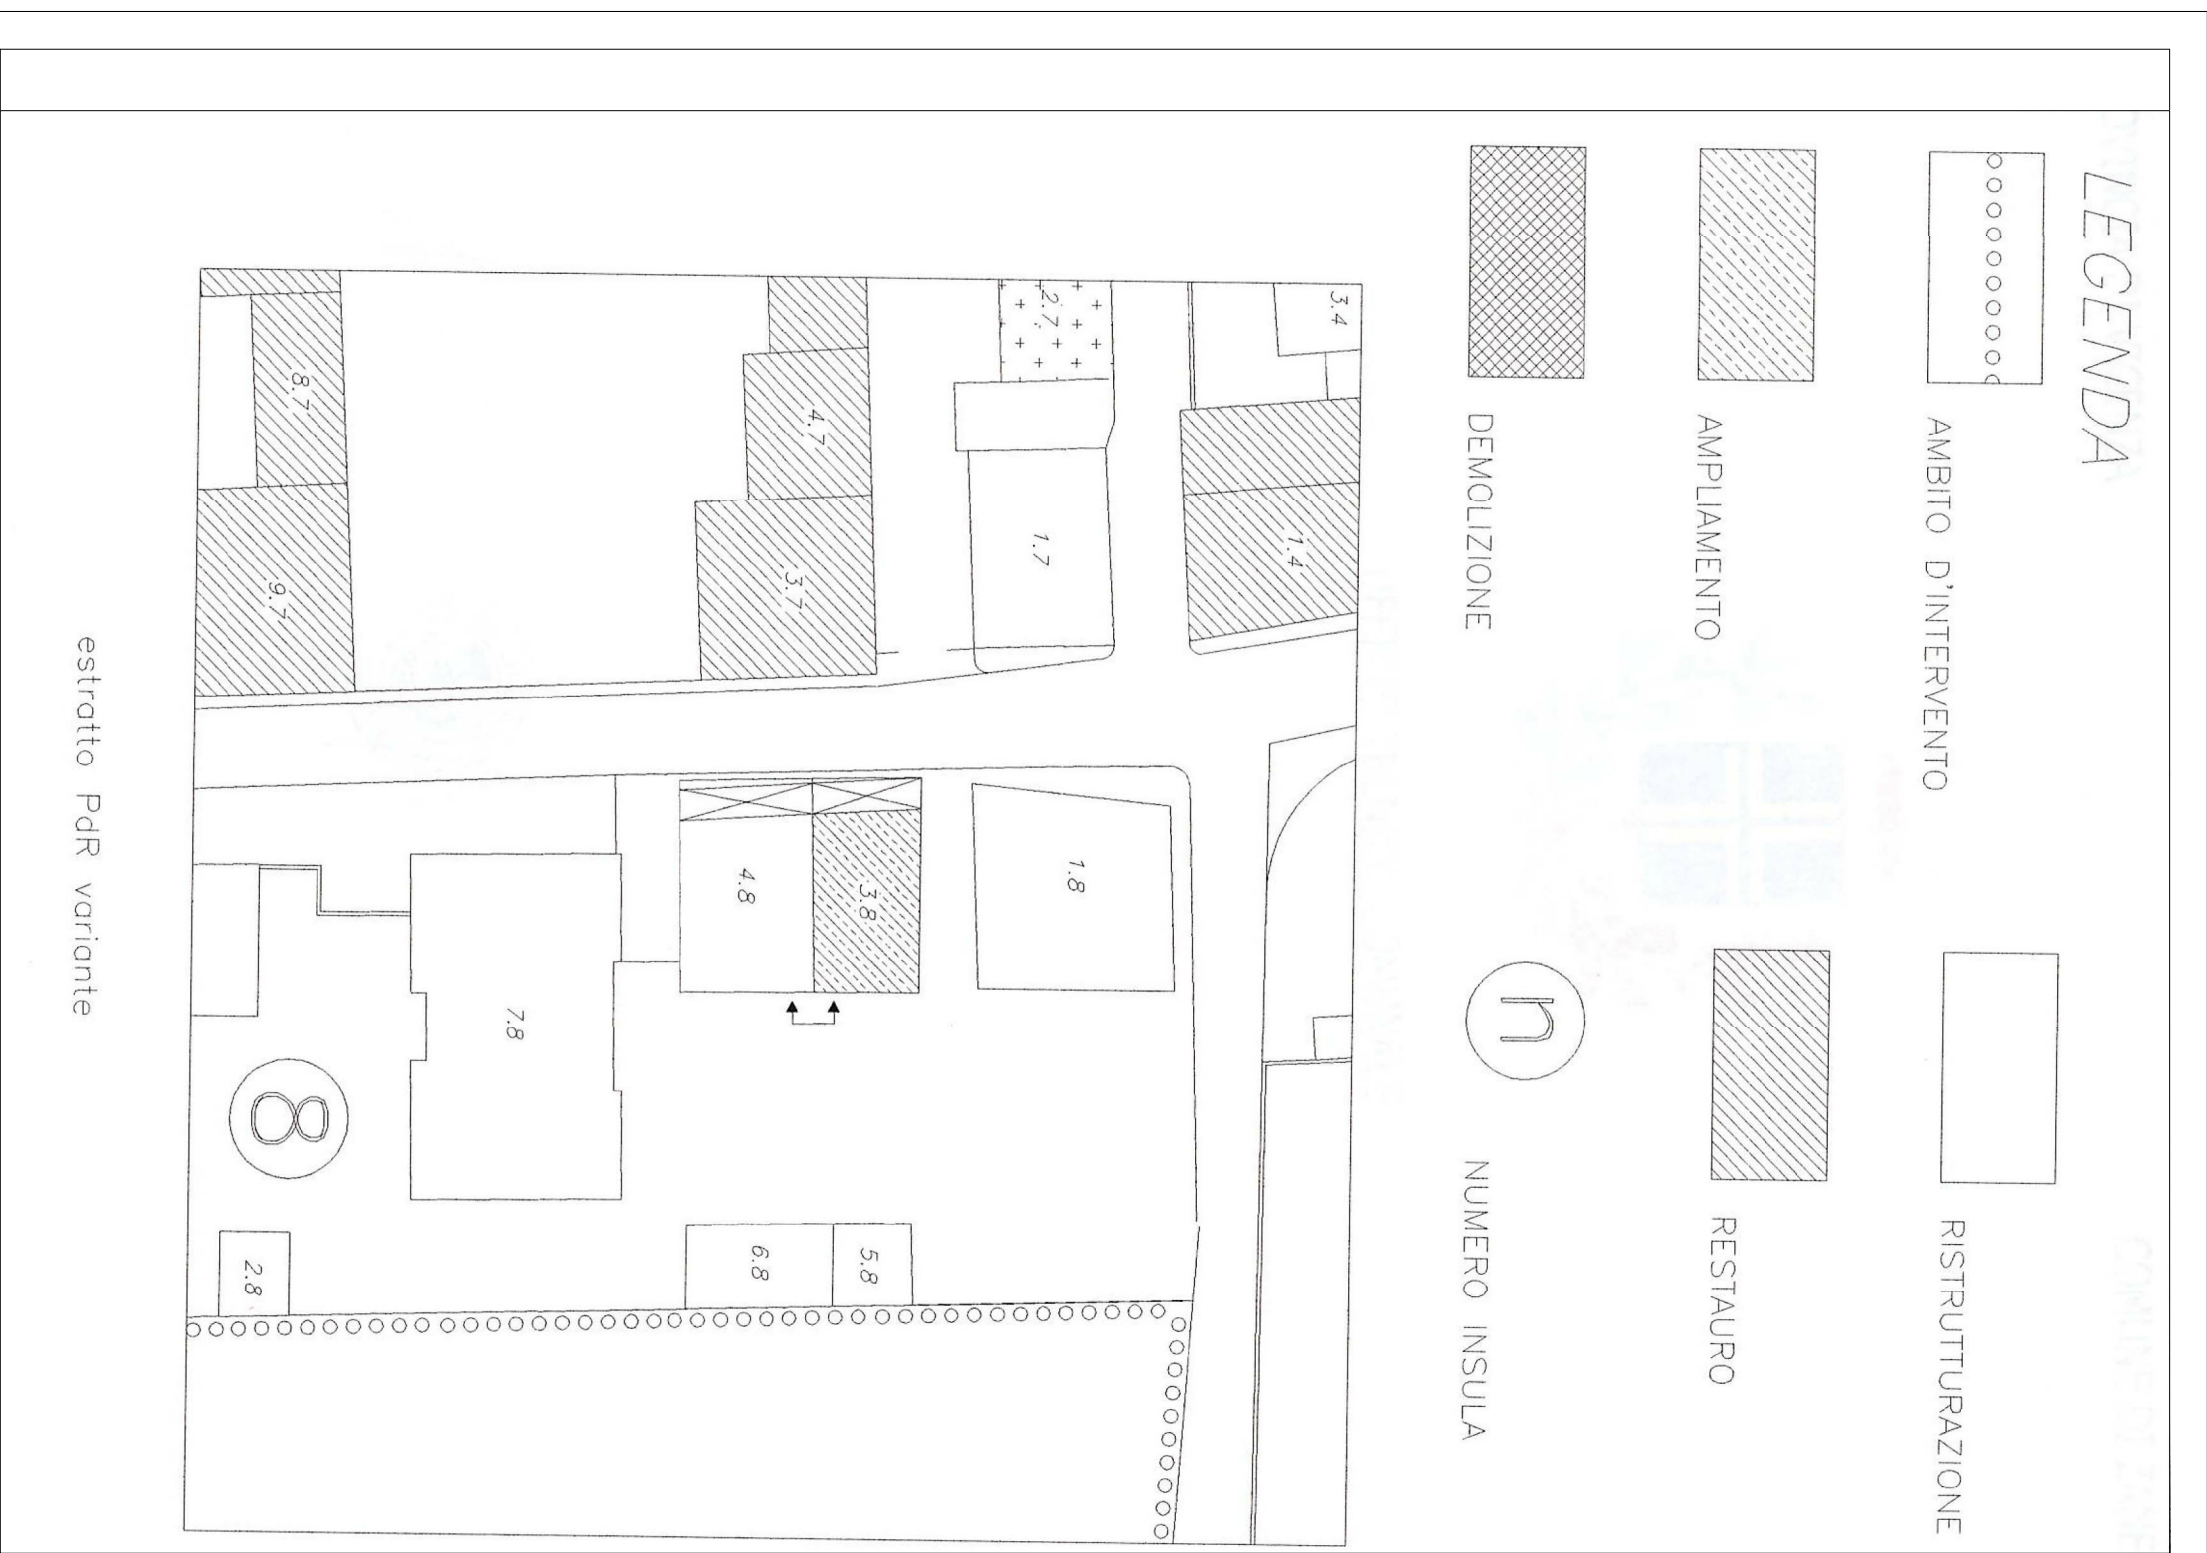 LEGENDA
AMBITO D'INTERVENTO
RISTRUTTURAZIONE
AMPLIAMENTO
RESTAURO
DEMOLIZIONE
n
NUMERO INSULA
3.4
1.4
2.7
1.7
4.7
3.7
8.7
9.7
1.8
3.8
4.8
7.8
5.8
6.8
2.8
8
estratto PdR variante